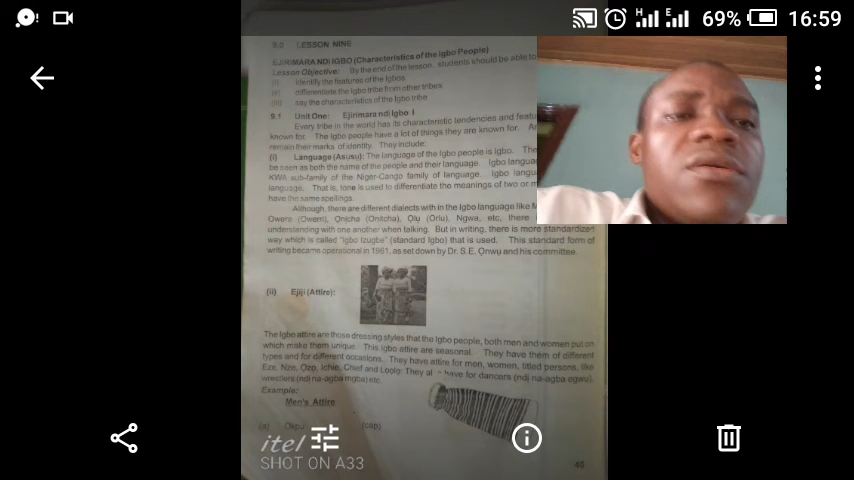 H E 69% 16:59
9.0 LESSON NINE
EJIRIMARA NDI IGBO (Characteristics of the Igbo People)
Lesson Objective: By the end of the lesson, students should be able to
(i) identify the features of the Igbos
(ii) differentiate the Igbo tribe from other tribes
(iii) say the characteristics of the Igbo tribe
9.1 Unit One: Ejirimara ndi Igbo I
Every tribe in the world has its characteristic tendencies and
known for. The Igbo people have a lot of things they are known for.
remain their marks of identity. They include:
(i) Language (Asusu): The language of the Igbo people is Igbo.
be seen as both the name of the people and their language. Igbo
KWA sub-family of the Niger-Cango family of language. Igbo
language. That is, tone is used to differentiate the meanings of two or
have the same spellings.
Although, there are different dialects with in the Igbo language like
Owere (Owerri), Onicha (Onitcha), Olu (Orlu), Ngwa, etc, there
understanding with one another when talking. But in writing, there is more standardized
way which is called "Igbo Izugbe" (standard Igbo) that is used. This standard form of
writing became operational in 1961, as set down by Dr. S.E. Onwu and his committee.
(ii) Ejiji (Attire):
The Igbo attire are those dressing styles that the Igbo people, both men and women put on
which make them unique. This Igbo attire are seasonal. They have them of different
types and for different occasions. They have attire for men, women, titled persons, like
Eze, Nze, Ozo, Ichie, Chief and Lolo. They have for dancers (ndi na-agba egwu),
wrestlers (ndi na-agba mgba) etc.
Example:
Men's Attire
(a) Okpu (cap)
itel
SHOT ON A33
45